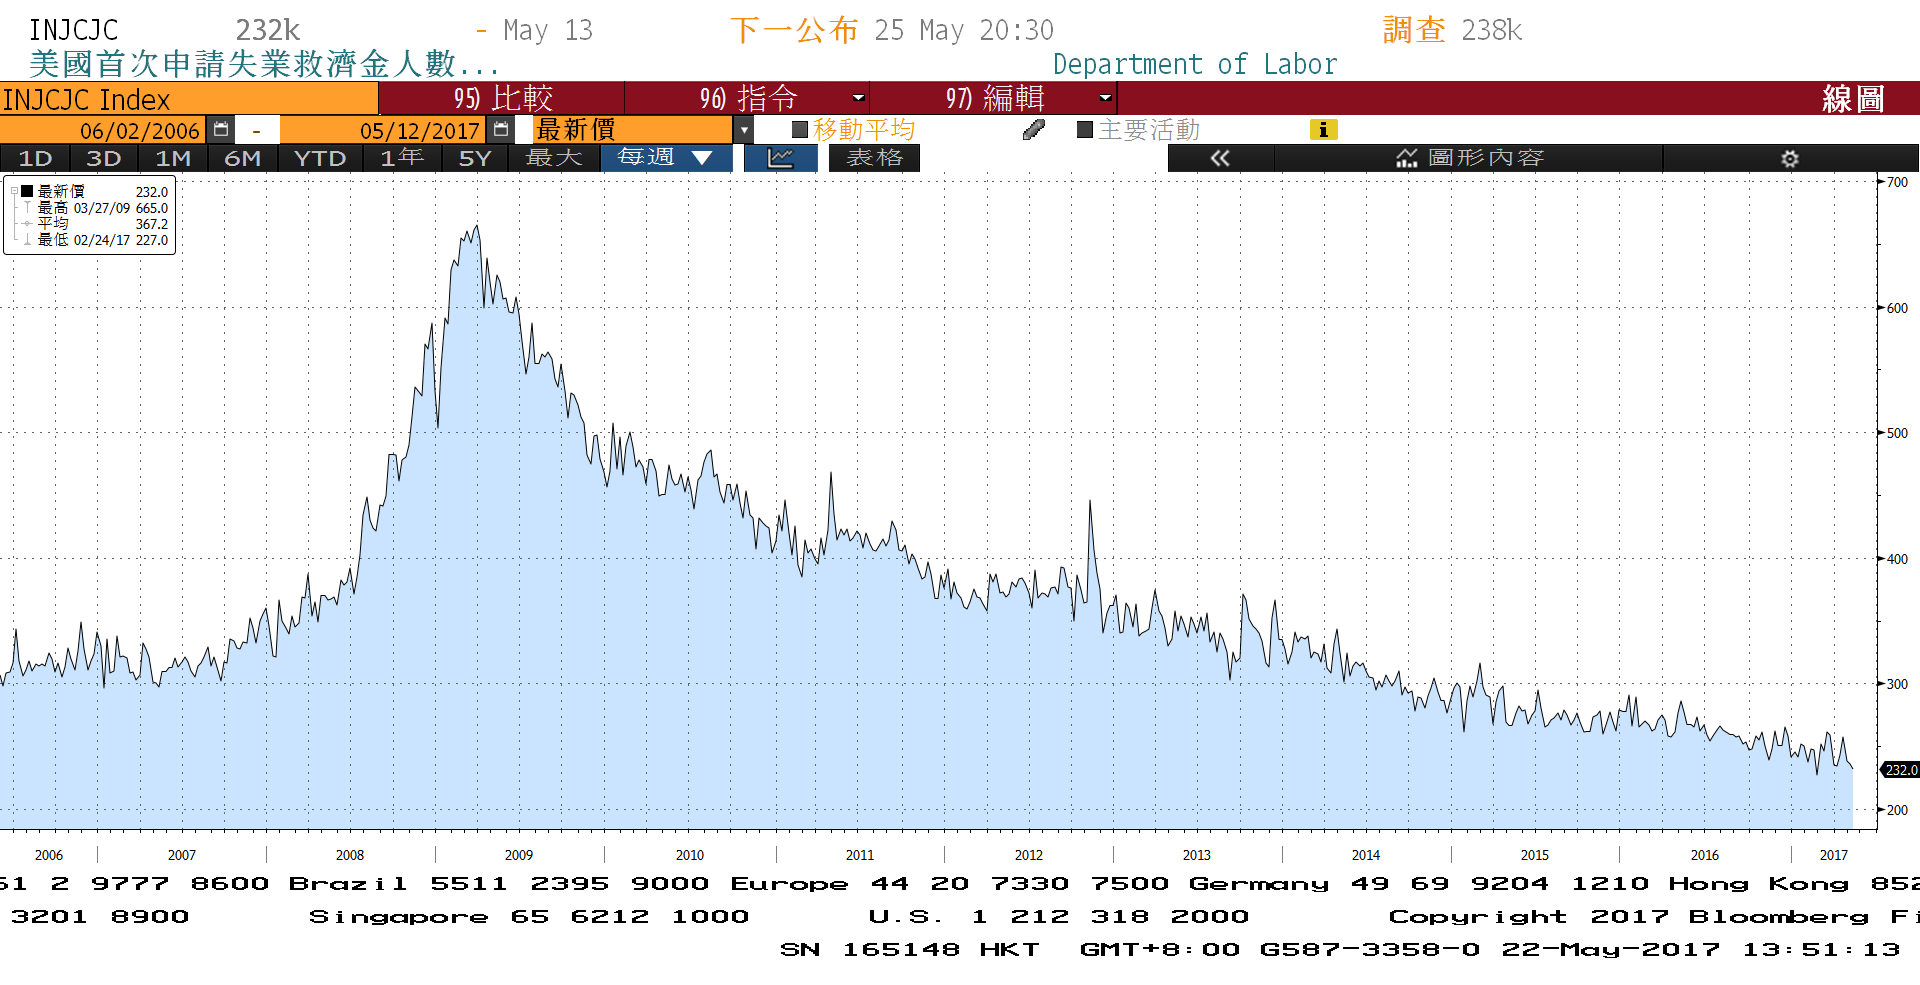 INJCJC 232k - May 13 下一公布 25 May 20:30 調查 238k
美國首次申請失業救濟金人數... Department of Labor
INJCJC Index 95) 比較 96) 指令 97) 編輯 線圖
06/02/2006 - 05/12/2017 最新價 移動平均 主要活動 i
1D 3D 1M 6M YTD 1年 5Y 最大 每週 表格 « 圖形內容
最新價 232.0
最高 03/27/09 665.0
平均 367.2
最低 02/24/17 227.0
700
600
500
400
300
232.0
200
2006 2007 2008 2009 2010 2011 2012 2013 2014 2015 2016 2017
61 2 9777 8600 Brazil 5511 2395 9000 Europe 44 20 7330 7500 Germany 49 69 9204 1210 Hong Kong 852
3201 8900 Singapore 65 6212 1000 U.S. 1 212 318 2000 Copyright 2017 Bloomberg Fi
SN 165148 HKT GMT+8:00 G587-3358-0 22-May-2017 13:51:13